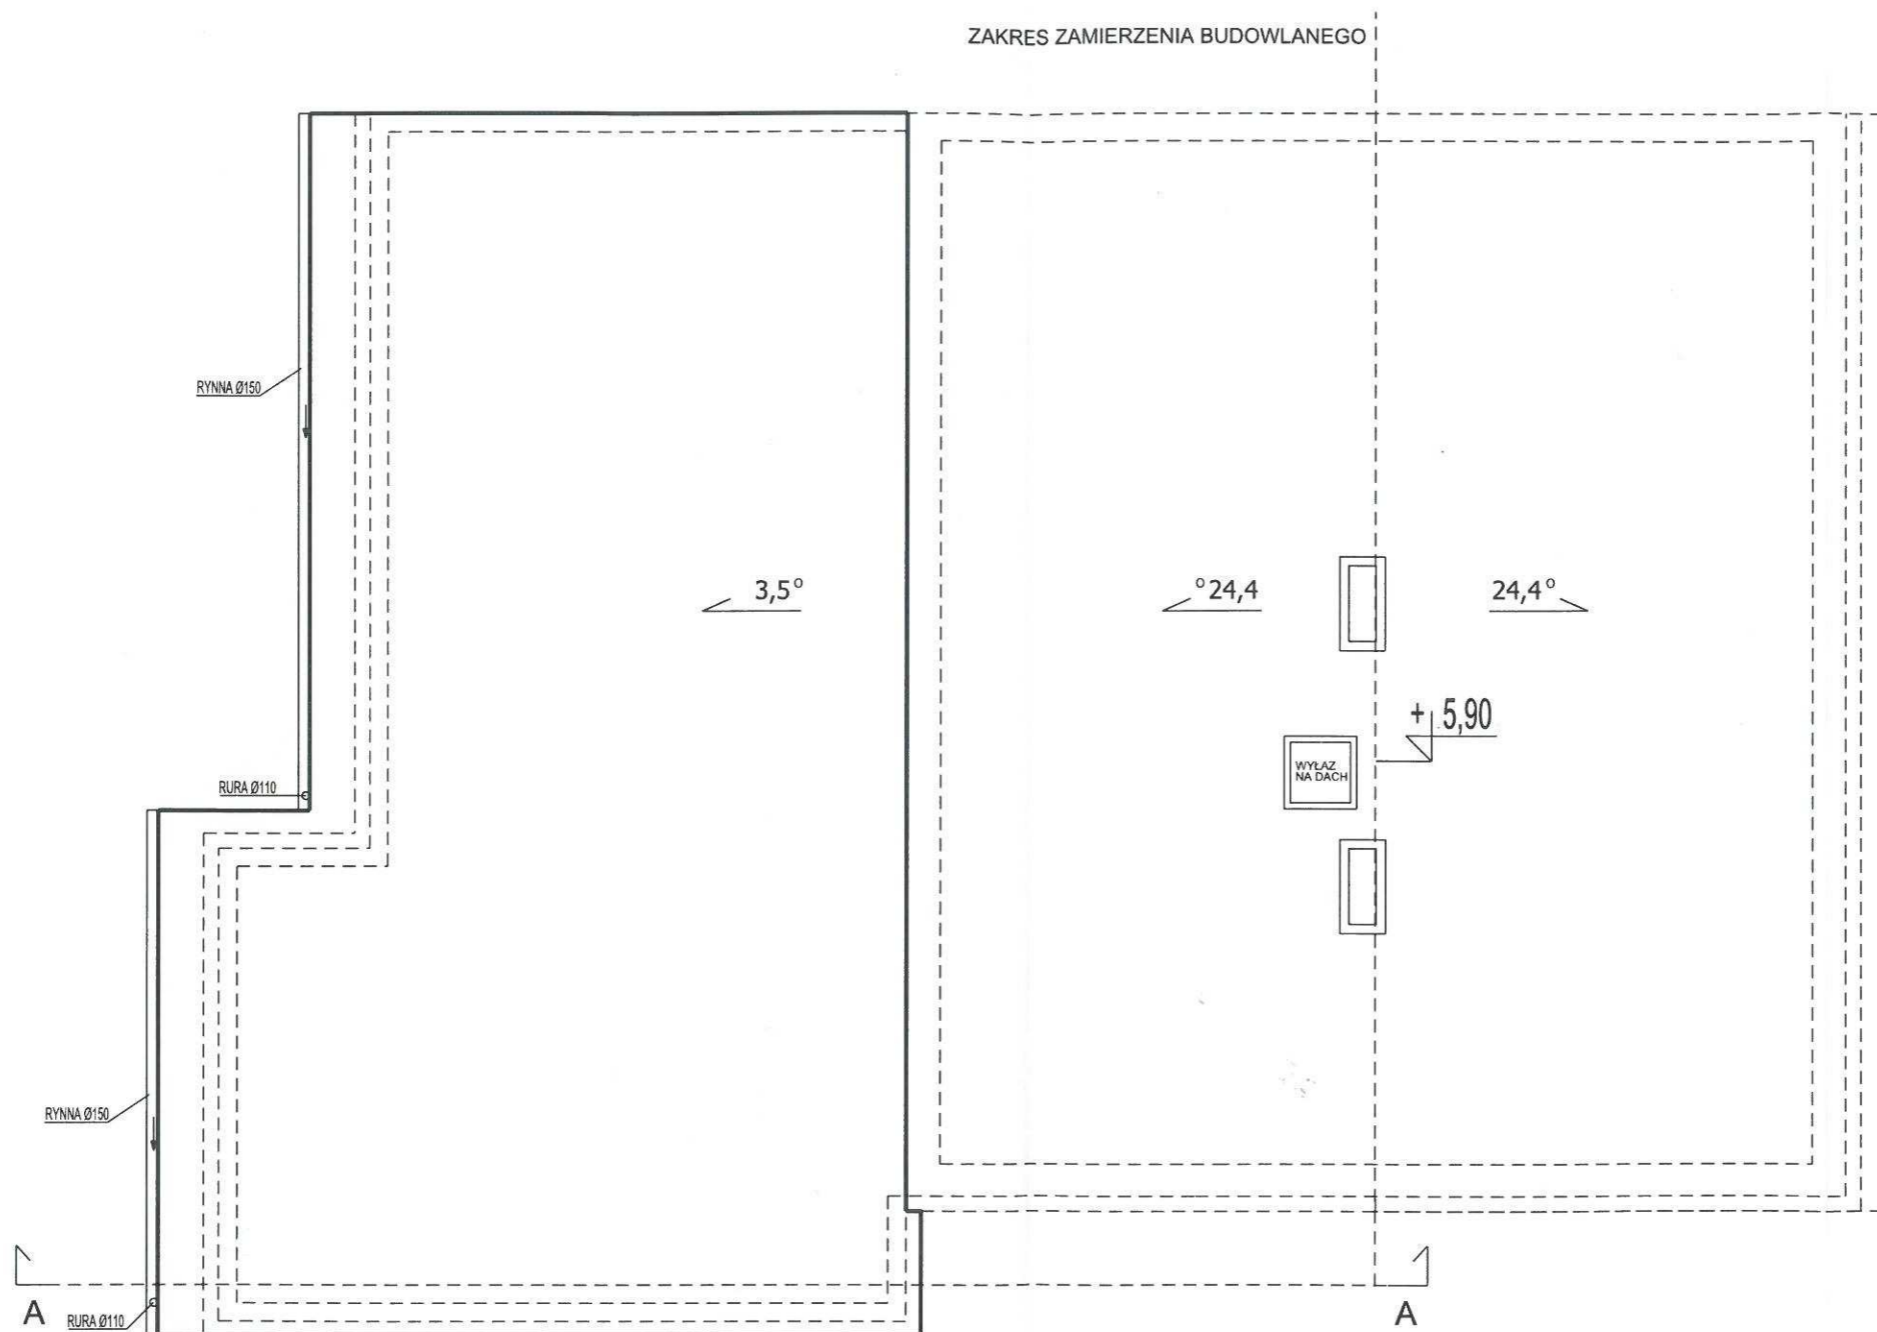 ZAKRES ZAMIERZENIA BUDOWLANEGO
RYNNA Ø150
3,5°
°24,4
24,4°
+ 5,90
WYŁAZ
NA DACH
RURA Ø110
RYNNA Ø150
A
A
RURA Ø110